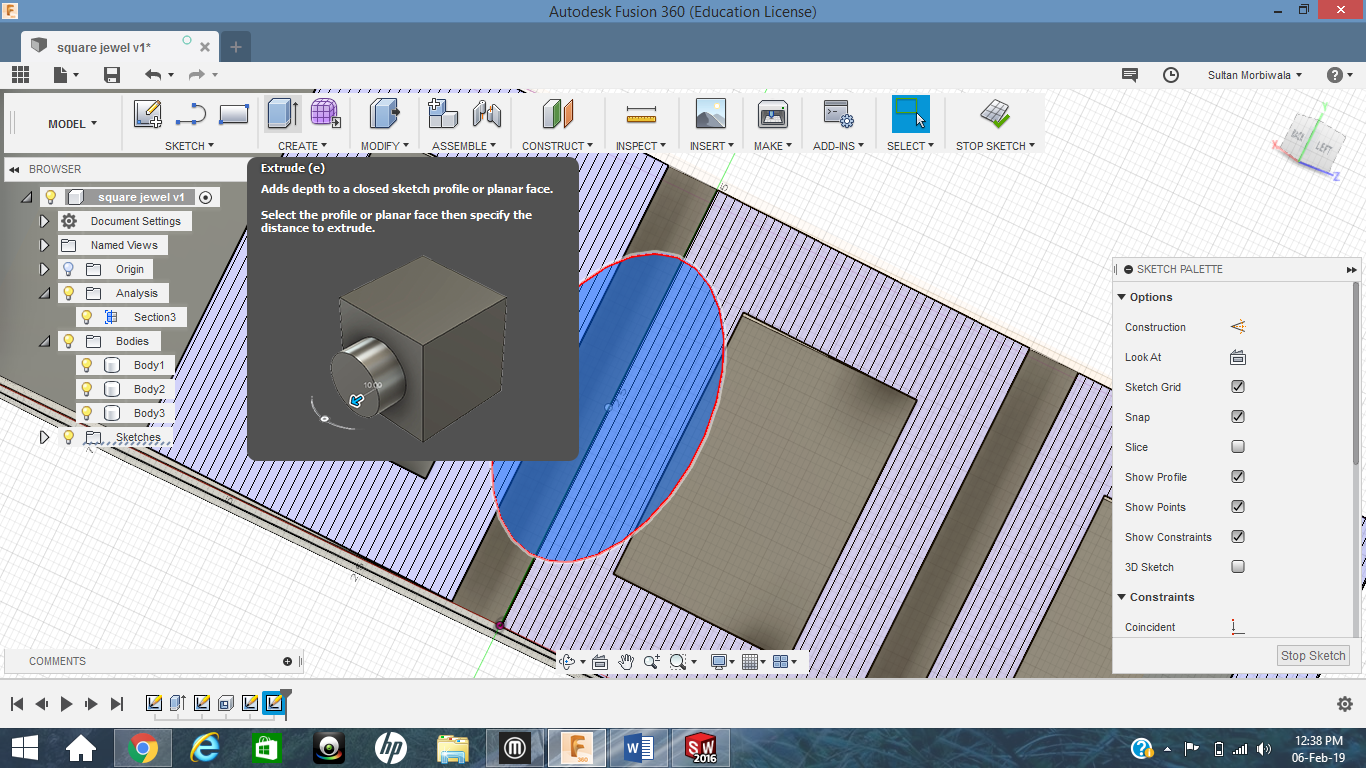 Autodesk Fusion 360 (Education License)
square jewel v1*
Sultan Morbiwala
MODEL
SKETCH
CREATE
MODIFY
ASSEMBLE
CONSTRUCT
INSPECT
INSERT
MAKE
ADD-INS
SELECT
STOP SKETCH
BACK
LEFT
X
Y
Z
BROWSER
square jewel v1
Document Settings
Named Views
Origin
Analysis
Section3
Bodies
Body1
Body2
Body3
Sketches
Extrude (e)
Adds depth to a closed sketch profile or planar face.
Select the profile or planar face then specify the
distance to extrude.
10.00
SKETCH PALETTE
Options
Construction
Look At
Sketch Grid
Snap
Slice
Show Profile
Show Points
Show Constraints
3D Sketch
Constraints
Coincident
Stop Sketch
COMMENTS
12:38 PM
06-Feb-19